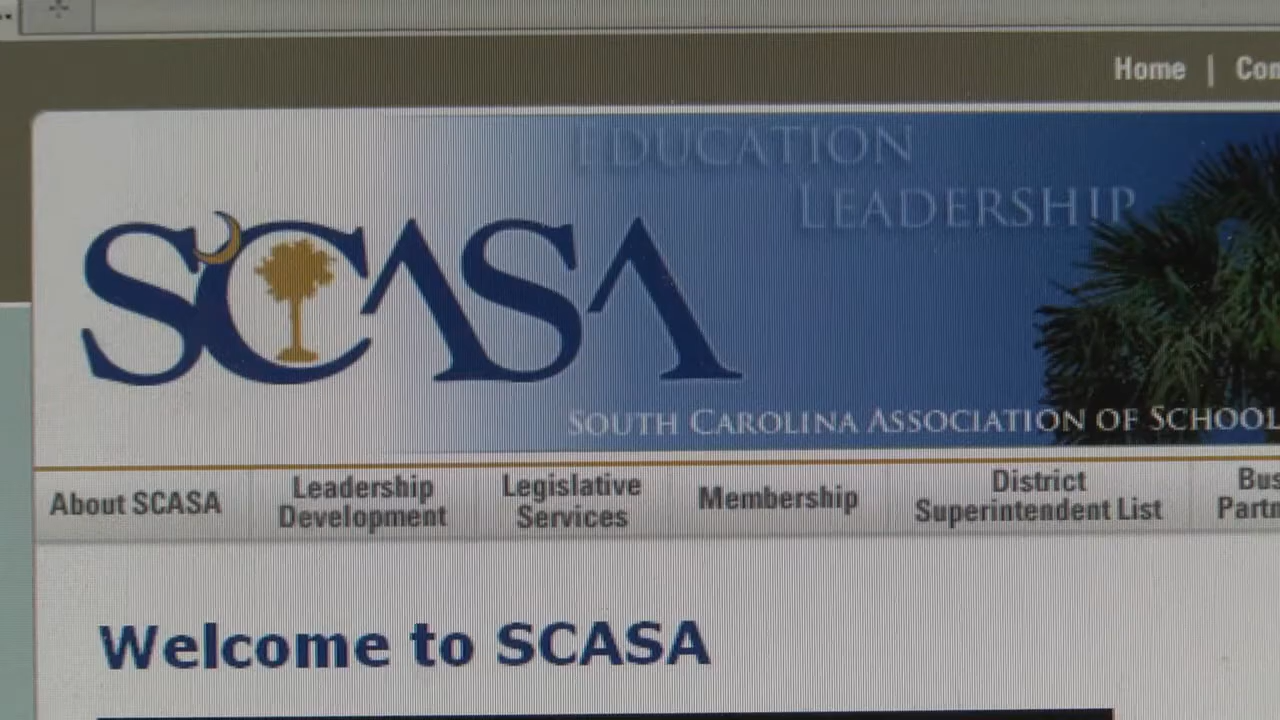 Home |
EDUCATION
LEADERSHIP
SCASA
SOUTH CAROLINA ASSOCIATION OF SCHOOL
About SCASA
Leadership
Development
Legislative
Services
Membership
District
Superintendent List
Welcome to SCASA